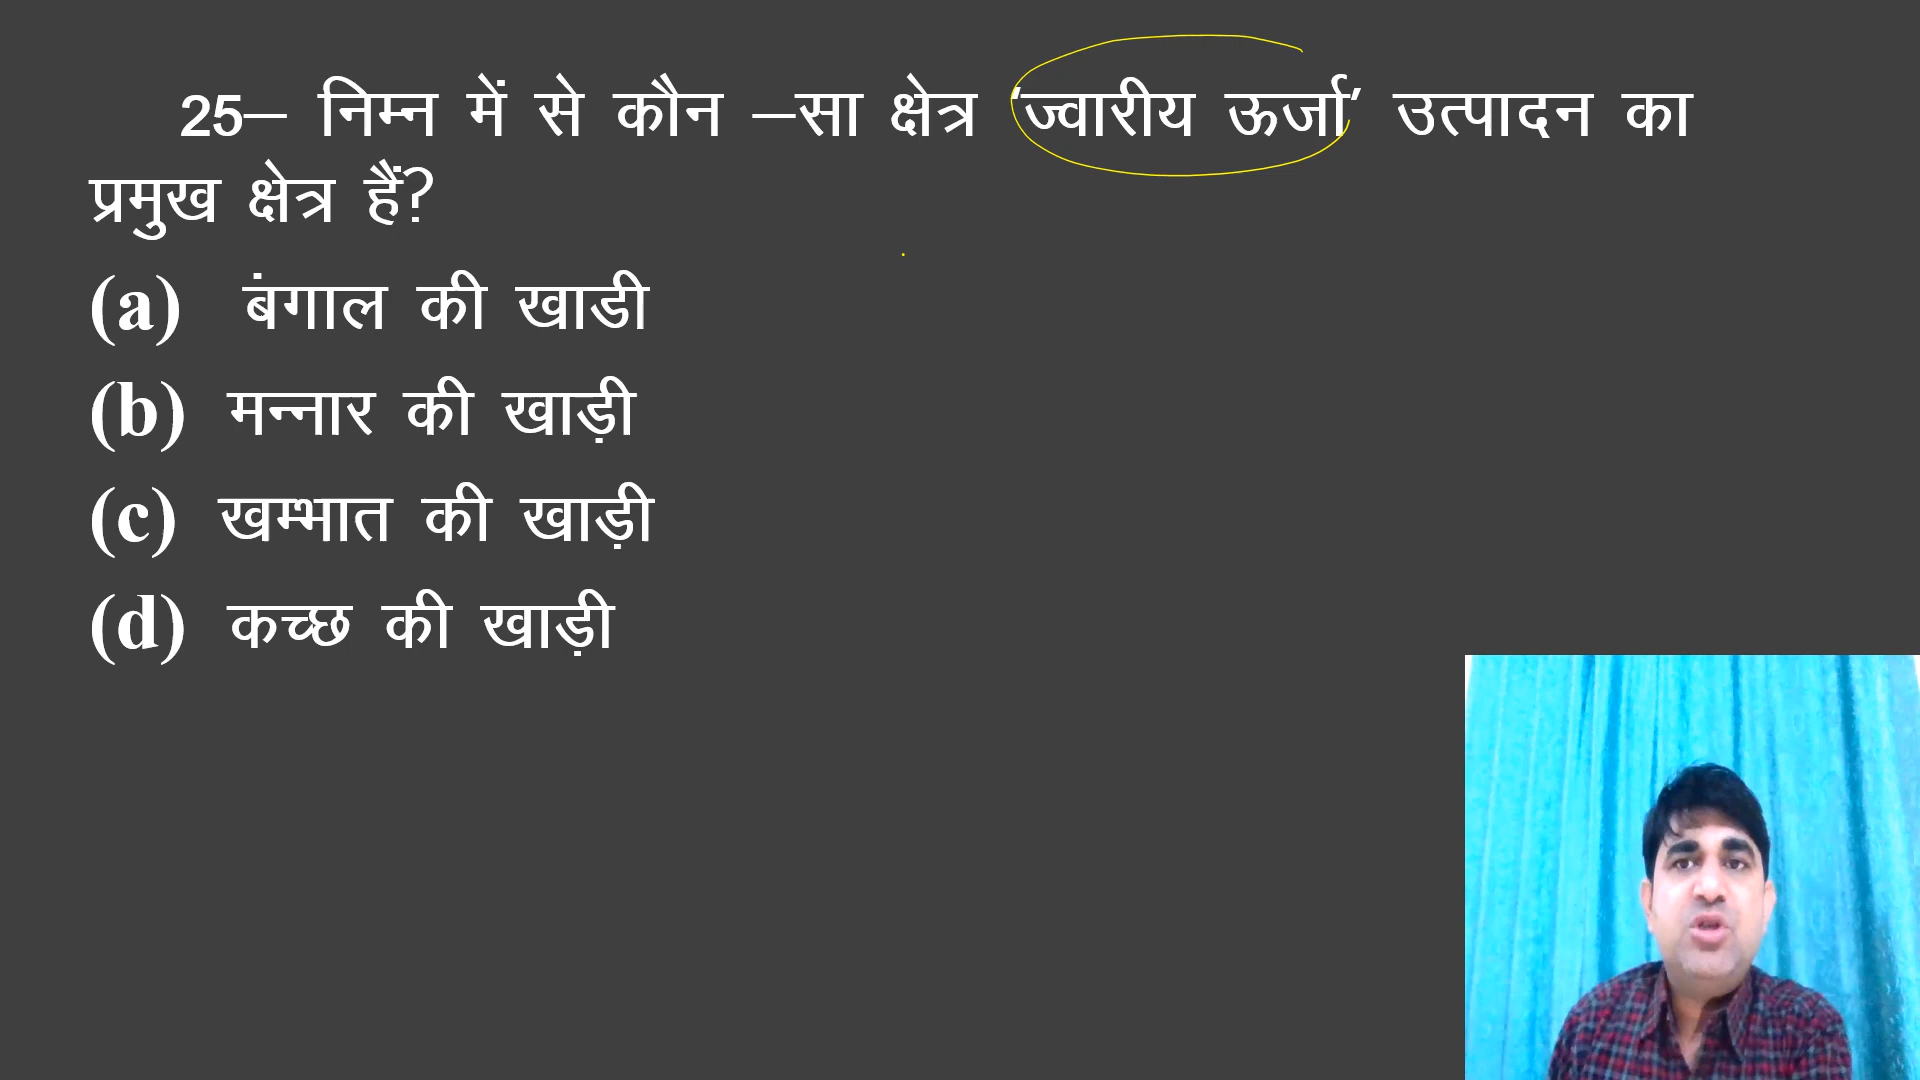 25– निम्न में से कौन –सा क्षेत्र ‘ज्वारीय ऊर्जा’ उत्पादन का
प्रमुख क्षेत्र हैं?
(a) बंगाल की खाडी
(b) मन्नार की खाड़ी
(c) खम्भात की खाड़ी
(d) कच्छ की खाड़ी